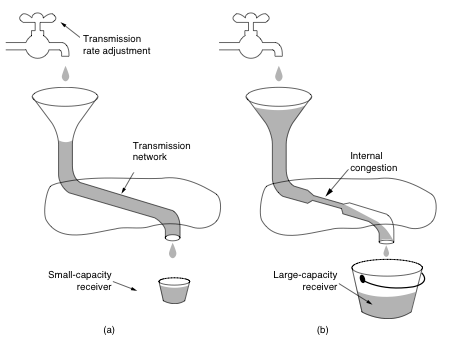 Transmission
rate adjustment
Transmission
network
Internal
congestion
Small-capacity
receiver
Large-capacity
receiver
(a)
(b)